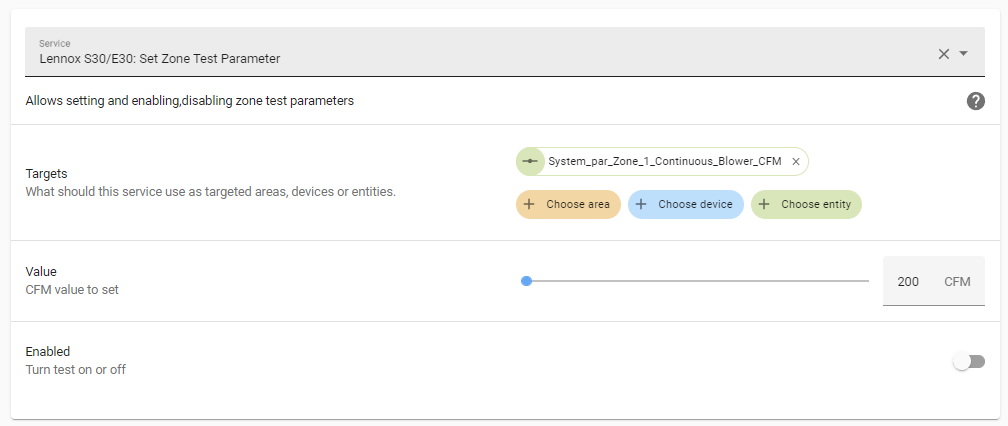 Service
Lennox S30/E30: Set Zone Test Parameter
Allows setting and enabling,disabling zone test parameters
Targets
What should this service use as targeted areas, devices or entities.
System_par_Zone_1_Continuous_Blower_CFM
Choose area
Choose device
Choose entity
Value
CFM value to set
200 CFM
Enabled
Turn test on or off